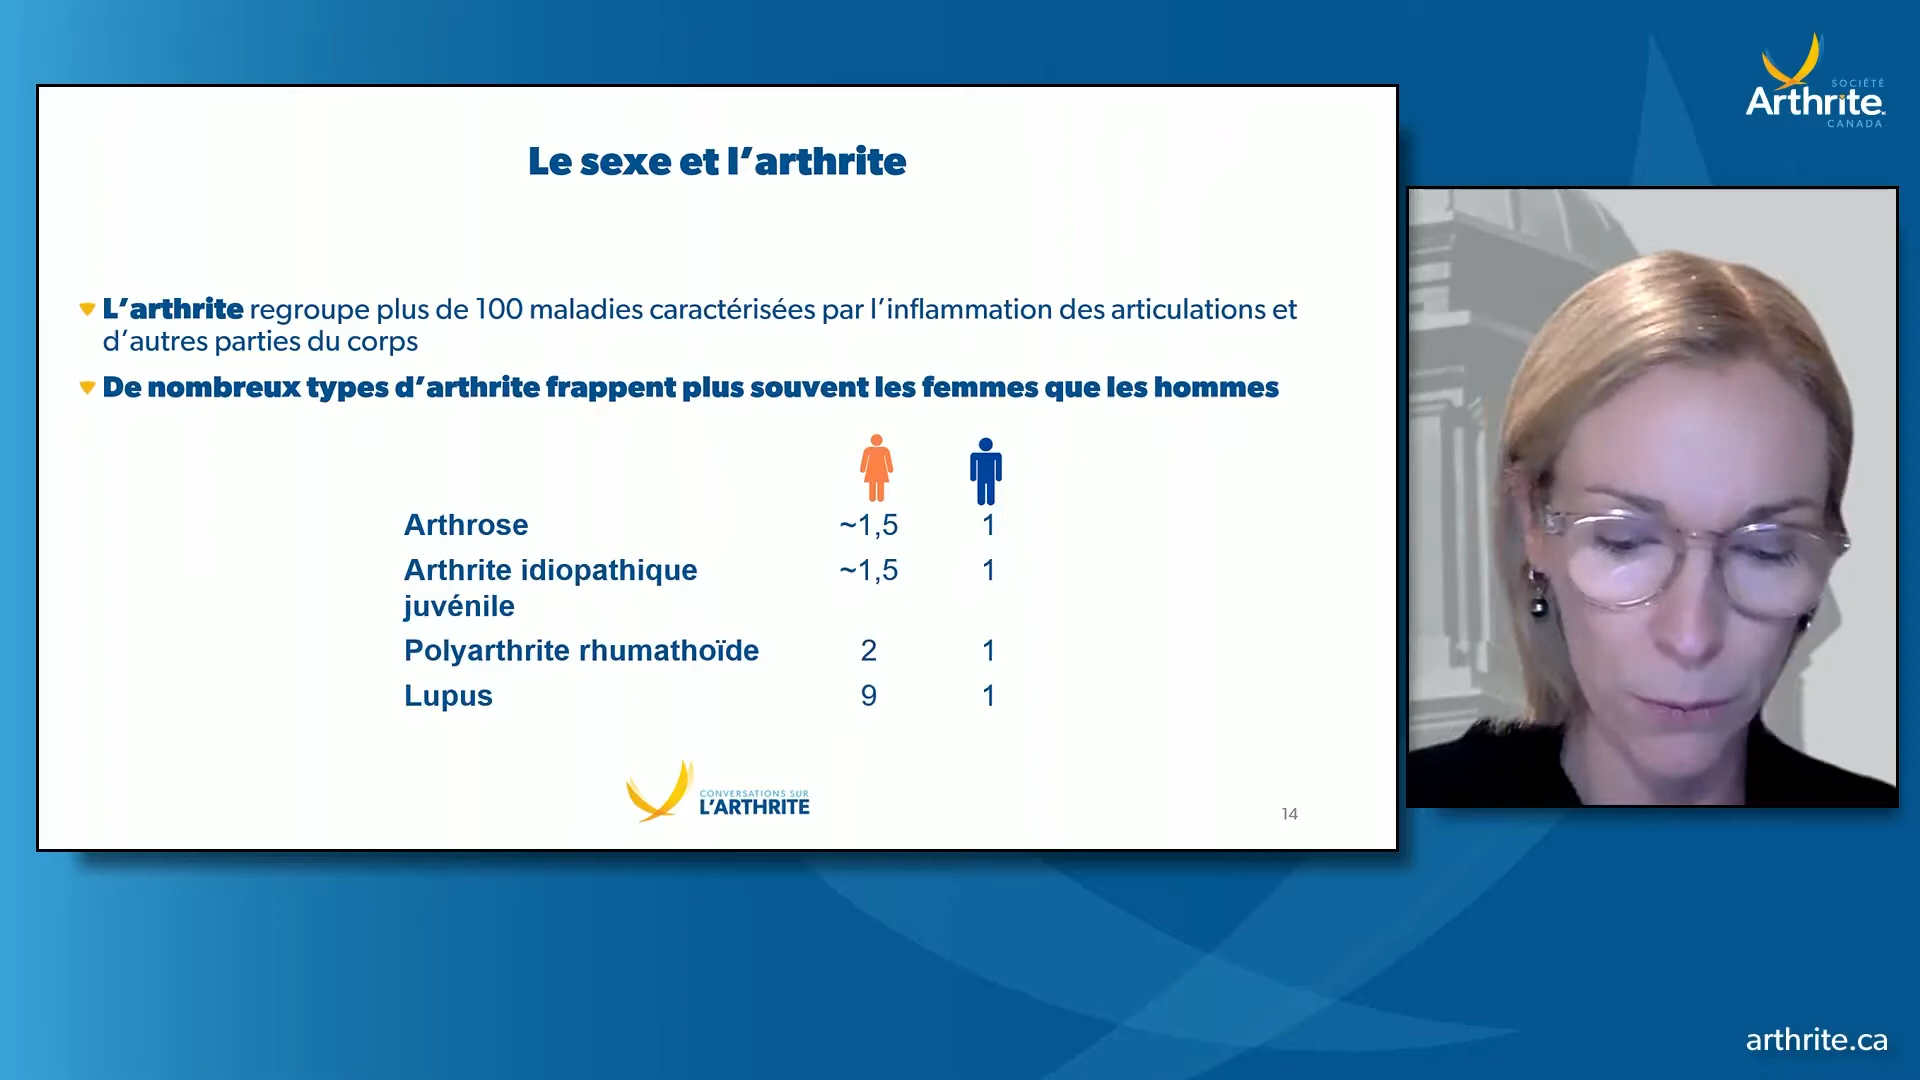 SOCIÉTÉ
Arthrite
CANADA
Le sexe et l’arthrite
L’arthrite regroupe plus de 100 maladies caractérisées par l’inflammation des articulations et
d’autres parties du corps
De nombreux types d’arthrite frappent plus souvent les femmes que les hommes
Arthrose ~1,5 1
Arthrite idiopathique ~1,5 1
juvénile
Polyarthrite rhumathoïde 2 1
Lupus 9 1
CONVERSATIONS SUR
L’ARTHRITE
14
arthrite.ca